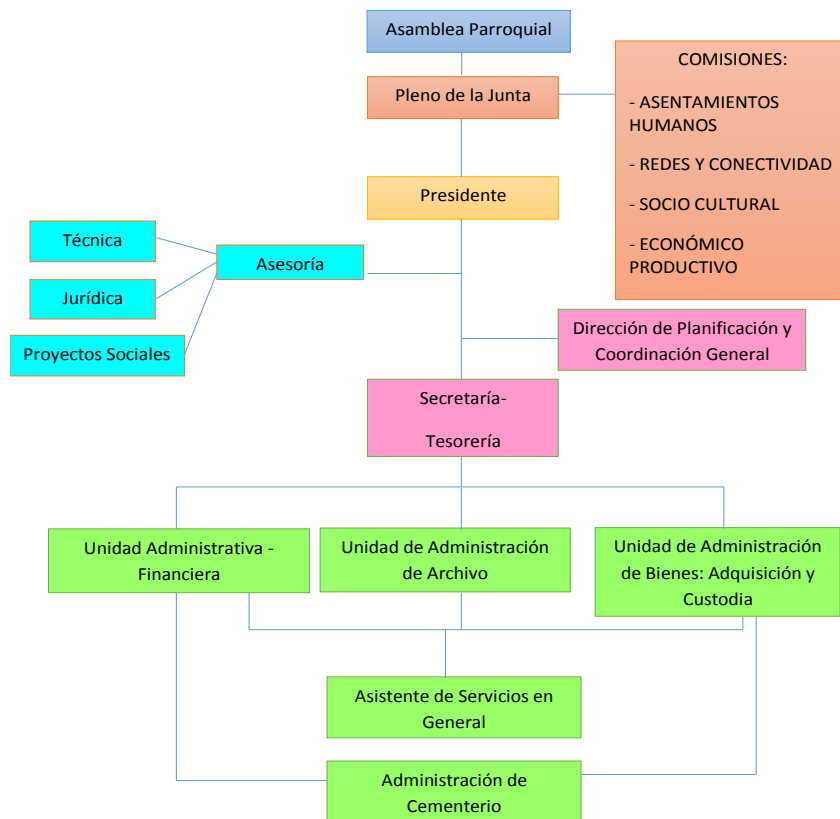 Asamblea Parroquial
Pleno de la Junta
COMISIONES:
- ASENTAMIENTOS
HUMANOS
- REDES Y CONECTIVIDAD
- SOCIO CULTURAL
- ECONÓMICO
PRODUCTIVO
Presidente
Técnica
Asesoría
Jurídica
Proyectos Sociales
Dirección de Planificación y
Coordinación General
Secretaría-
Tesorería
Unidad Administrativa -
Financiera
Unidad de Administración
de Archivo
Unidad de Administración
de Bienes: Adquisición y
Custodia
Asistente de Servicios en
General
Administración de
Cementerio